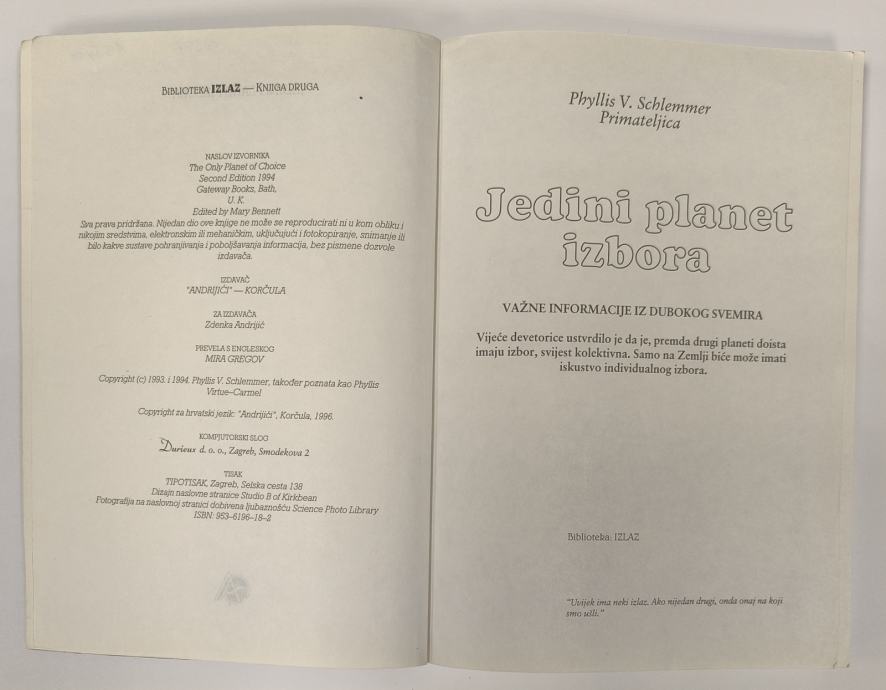 BIBLIOTEKA IZLAZ — KNJIGA DRUGA
NASLOV IZVORNIKA
The Only Planet of Choice
Second Edition 1994
Gateway Books, Bath,
U. K.
Edited by Mary Bennett
Sva prava pridržana. Nijedan dio ove knjige ne može se reproducirati ni u kom obliku i
nikojim sredstvima, elektronskim ili mehaničkim, uključujući i fotokopiranje, snimanje ili
bilo kakve sustave pohranjivanja i poboljšavanja informacija, bez pismene dozvole
izdavača.
IZDAVAČ
"ANDRIJIĆI" — KORČULA
ZA IZDAVAČA
Zdenka Andrijić
PREVELA S ENGLESKOG
MIRA GREGOV
Copyright (c) 1993. i 1994. Phyllis V. Schlemmer, također poznata kao Phyllis
Virtue–Carmel
Copyright za hrvatski jezik: "Andrijići", Korčula, 1996.
KOMPJUTORSKI SLOG
Durieux d. o. o., Zagreb, Smodekova 2
TISAK
TIPOTISAK, Zagreb, Selska cesta 138
Dizajn naslovne stranice Studio B of Kirkbean
Fotografija na naslovnoj stranici dobivena ljubaznošću Science Photo Library
ISBN: 953–6196–18–2
Phyllis V. Schlemmer
Primateljica
Jedini planet
izbora
VAŽNE INFORMACIJE IZ DUBOKOG SVEMIRA
Vijeće devetorice ustvrdilo je da je, premda drugi planeti doista
imaju izbor, svijest kolektivna. Samo na Zemlji biće može imati
iskustvo individualnog izbora.
Biblioteka: IZLAZ
"Uvijek ima neki izlaz. Ako nijedan drugi, onda onaj na koji
smo ušli."